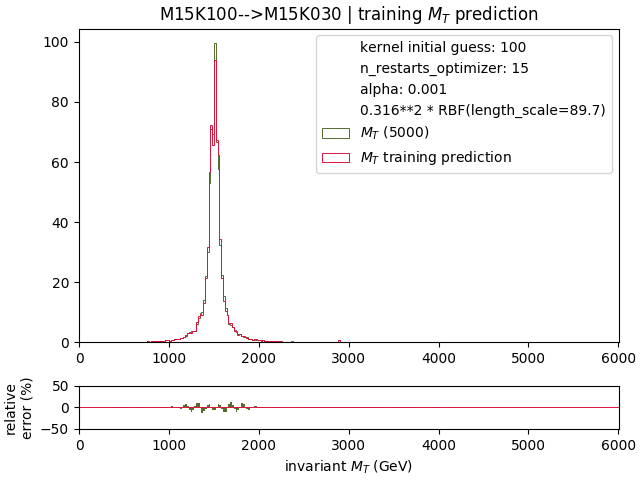 M15K100-->M15K030 | training M_T prediction
kernel initial guess: 100
n_restarts_optimizer: 15
alpha: 0.001
0.316**2 * RBF(length_scale=89.7)
M_T (5000)
M_T training prediction
100
80
60
40
20
0
0 1000 2000 3000 4000 5000 6000
relative
error (%)
50
0
−50
0 1000 2000 3000 4000 5000 6000
invariant M_T (GeV)